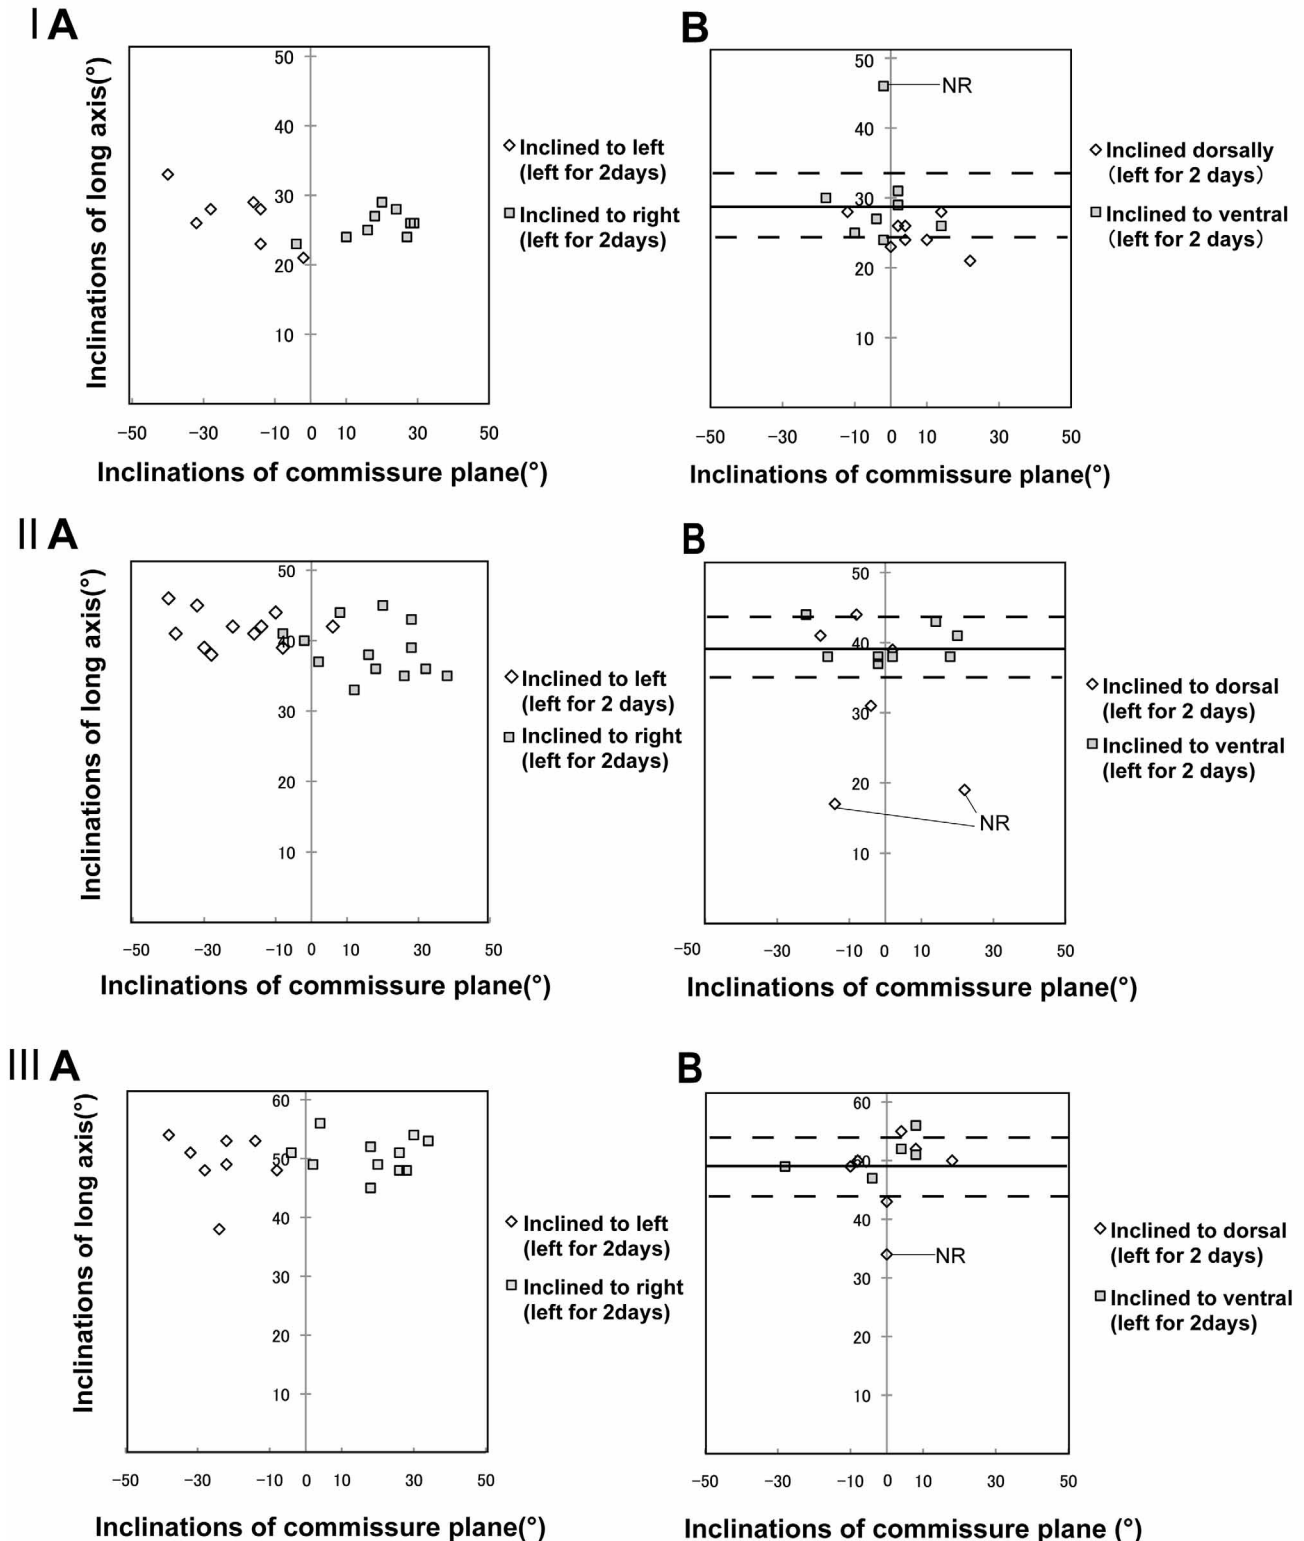 I A
Inclinations of long axis(°)
50
40
30
20
10
−50 −30 −10 0 10 30 50
Inclinations of commissure plane(°)
Inclined to left
(left for 2days)
Inclined to right
(left for 2days)
B
50
40
30
20
10
NR
−50 −30 −10 0 10 30 50
Inclinations of commissure plane(°)
Inclined dorsally
(left for 2 days)
Inclined to ventral
(left for 2 days)
II A
Inclinations of long axis(°)
50
40
30
20
10
−50 −30 −10 0 10 30 50
Inclinations of commissure plane(°)
Inclined to left
(left for 2 days)
Inclined to right
(left for 2days)
B
50
40
30
20
10
NR
−50 −30 −10 0 10 30 50
Inclinations of commissure plane(°)
Inclined to dorsal
(left for 2 days)
Inclined to ventral
(left for 2 days)
III A
Inclinations of long axis(°)
60
50
40
30
20
10
−50 −30 −10 0 10 30 50
Inclinations of commissure plane(°)
Inclined to left
(left for 2days)
Inclined to right
(left for 2days)
B
60
50
40
30
20
10
NR
−50 −30 −10 0 10 30 50
Inclinations of commissure plane (°)
Inclined to dorsal
(left for 2 days)
Inclined to ventral
(left for 2days)